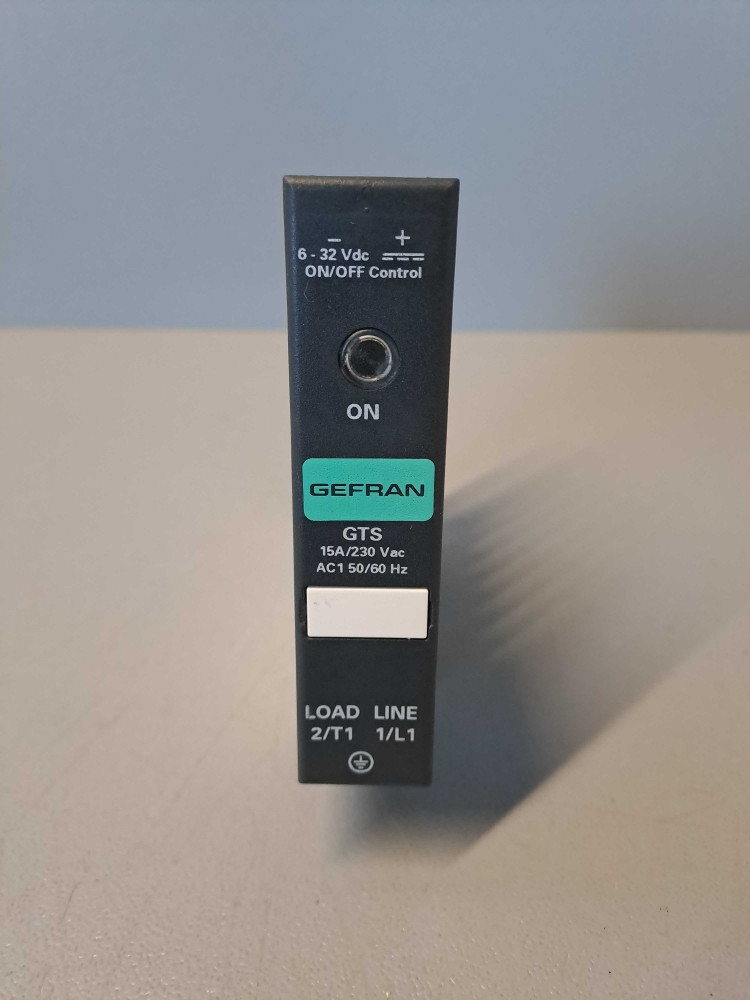 – +
6 - 32 Vdc
ON/OFF Control
ON
GEFRAN
GTS
15A/230 Vac
AC1 50/60 Hz
LOAD LINE
2/T1 1/L1